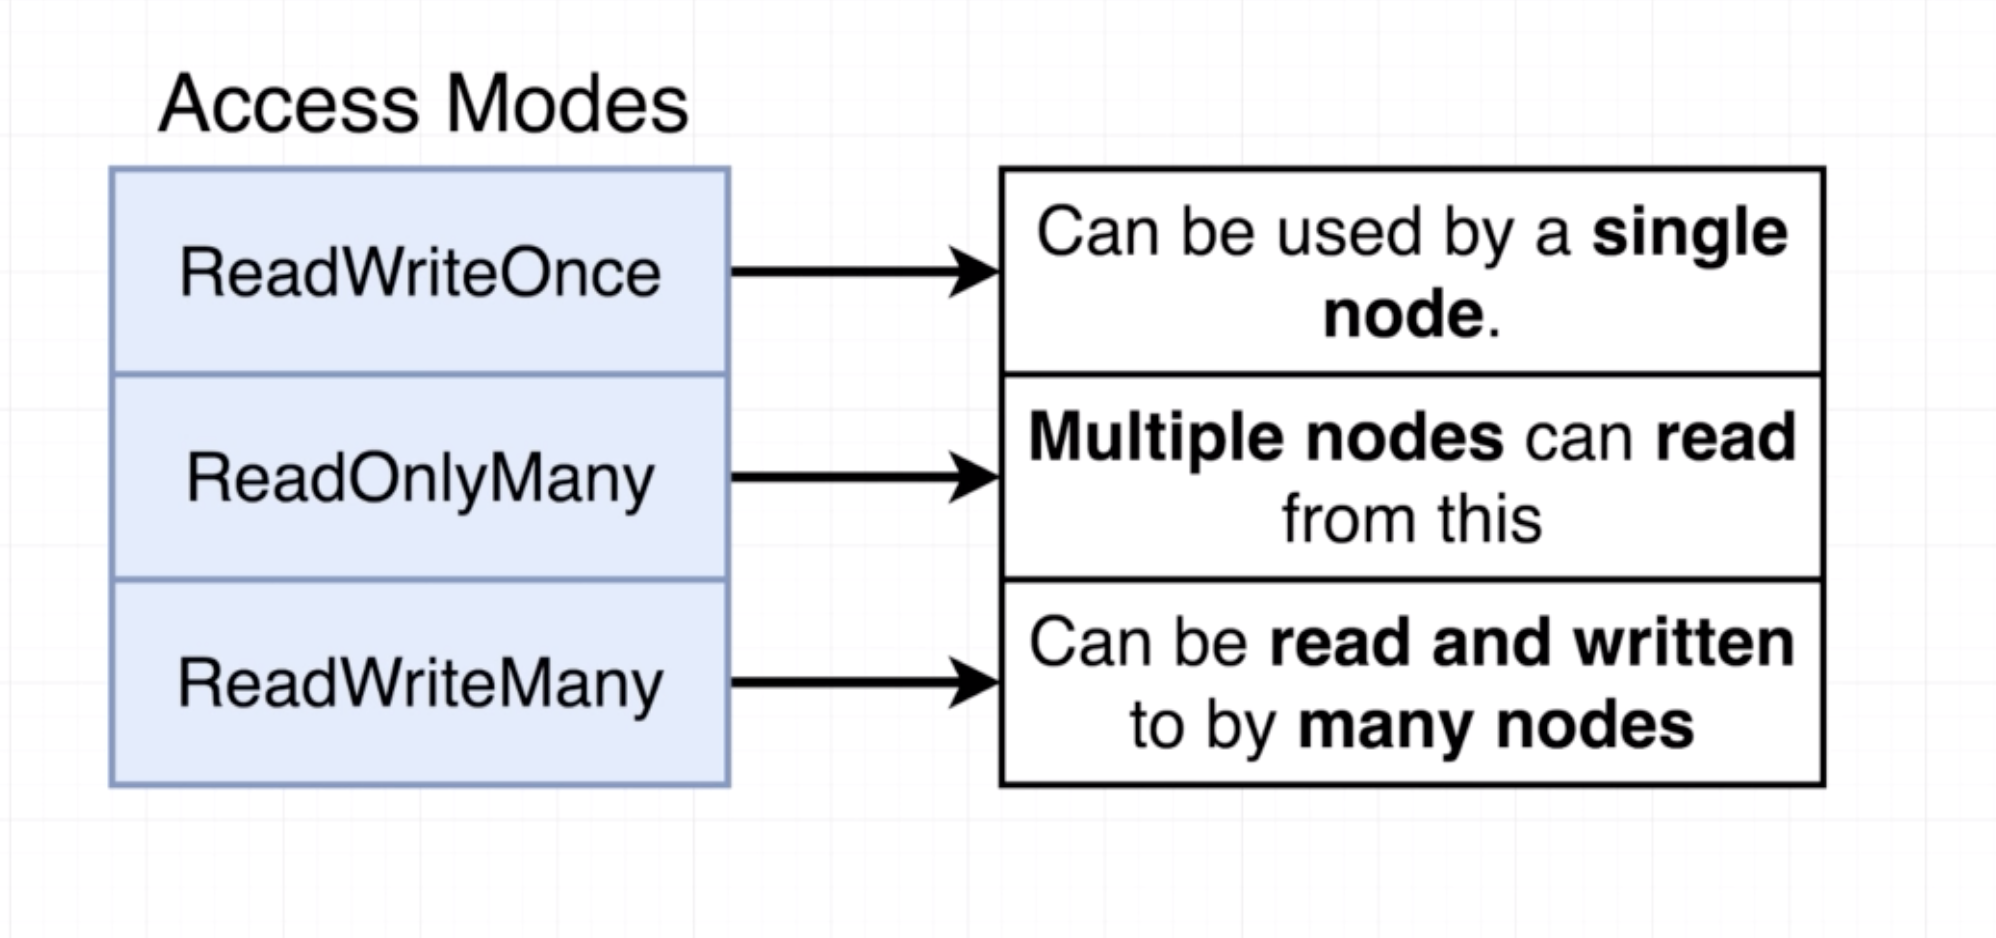 Access Modes
ReadWriteOnce
Can be used by a single
node.
ReadOnlyMany
Multiple nodes can read
from this
ReadWriteMany
Can be read and written
to by many nodes